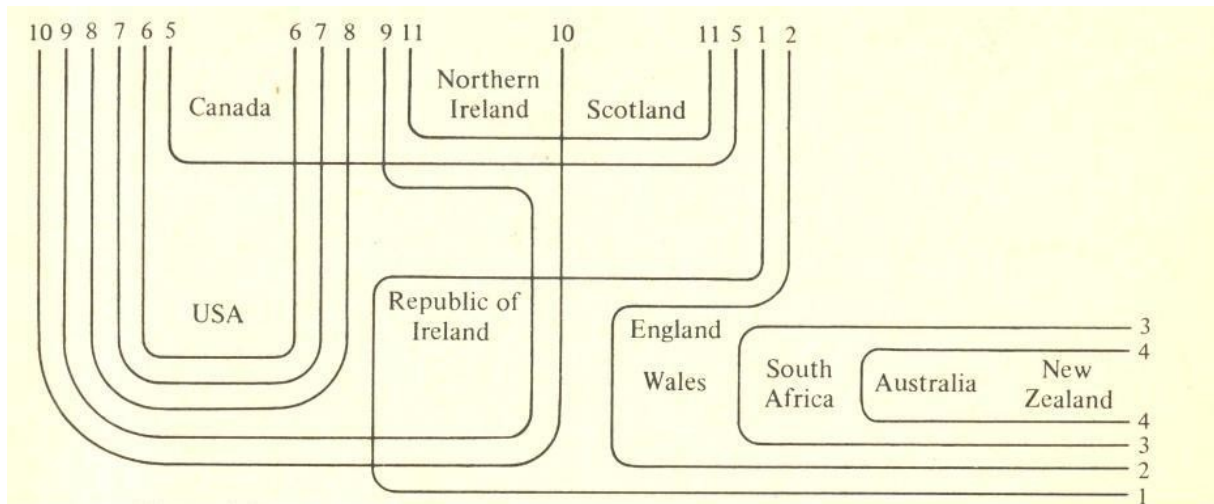 10 9 8 7 6 5 6 7 8 9 11 10 11 5 1 2
Northern
Ireland
Canada
Scotland
USA
Republic of
Ireland
England
Wales
South
Africa
Australia
New
Zealand
3
4
4
3
2
1